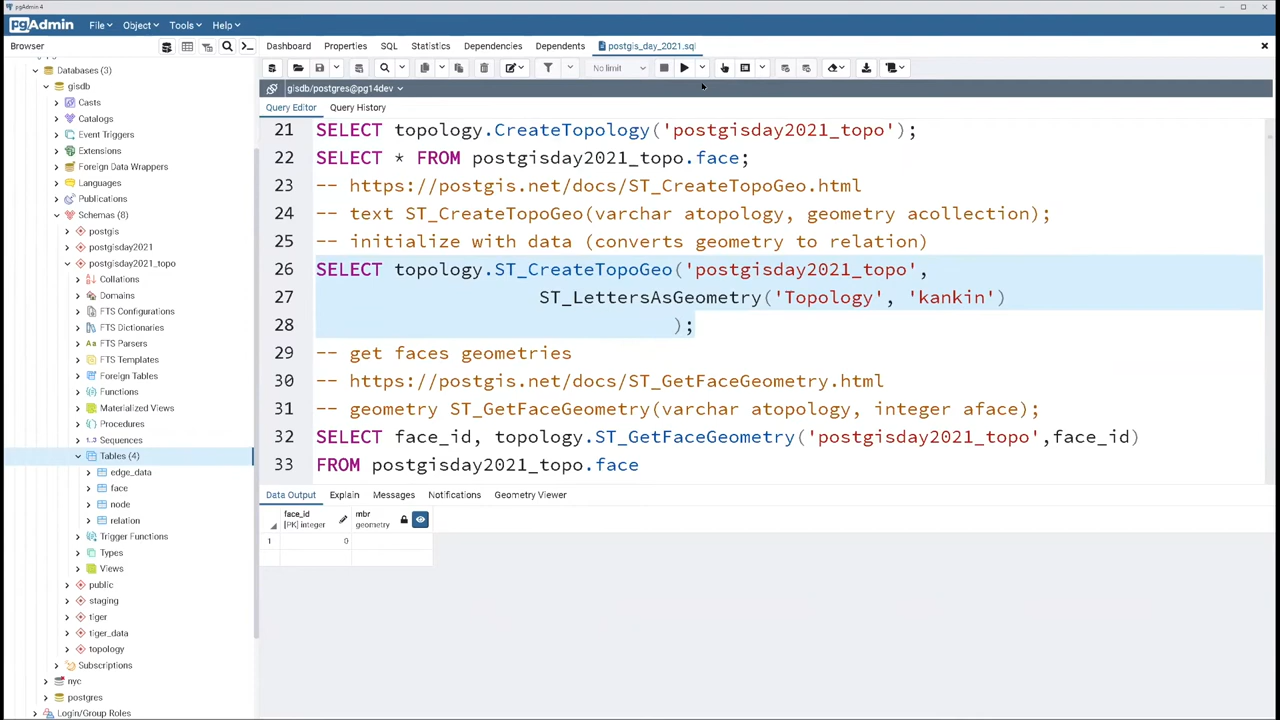 pgAdmin 4
pgAdmin File Object Tools Help
Browser
Dashboard Properties SQL Statistics Dependencies Dependents postgis_day_2021.sql
No limit
gisdb/postgres@pg14dev
Query Editor Query History
Databases (3)
gisdb
Casts
Catalogs
Event Triggers
Extensions
Foreign Data Wrappers
Languages
Publications
Schemas (8)
postgis
postgisday2021
postgisday2021_topo
Collations
Domains
FTS Configurations
FTS Dictionaries
FTS Parsers
FTS Templates
Foreign Tables
Functions
Materialized Views
Procedures
1..3 Sequences
Tables (4)
edge_data
face
node
relation
Trigger Functions
Types
Views
public
staging
tiger
tiger_data
topology
Subscriptions
nyc
postgres
Login/Group Roles
21 SELECT topology.CreateTopology('postgisday2021_topo');
22 SELECT * FROM postgisday2021_topo.face;
23 -- https://postgis.net/docs/ST_CreateTopoGeo.html
24 -- text ST_CreateTopoGeo(varchar atopology, geometry acollection);
25 -- initialize with data (converts geometry to relation)
26 SELECT topology.ST_CreateTopoGeo('postgisday2021_topo',
27 ST_LettersAsGeometry('Topology', 'kankin')
28 );
29 -- get faces geometries
30 -- https://postgis.net/docs/ST_GetFaceGeometry.html
31 -- geometry ST_GetFaceGeometry(varchar atopology, integer aface);
32 SELECT face_id, topology.ST_GetFaceGeometry('postgisday2021_topo',face_id)
33 FROM postgisday2021_topo.face
Data Output Explain Messages Notifications Geometry Viewer
face_id mbr
[PK] integer geometry
1 0